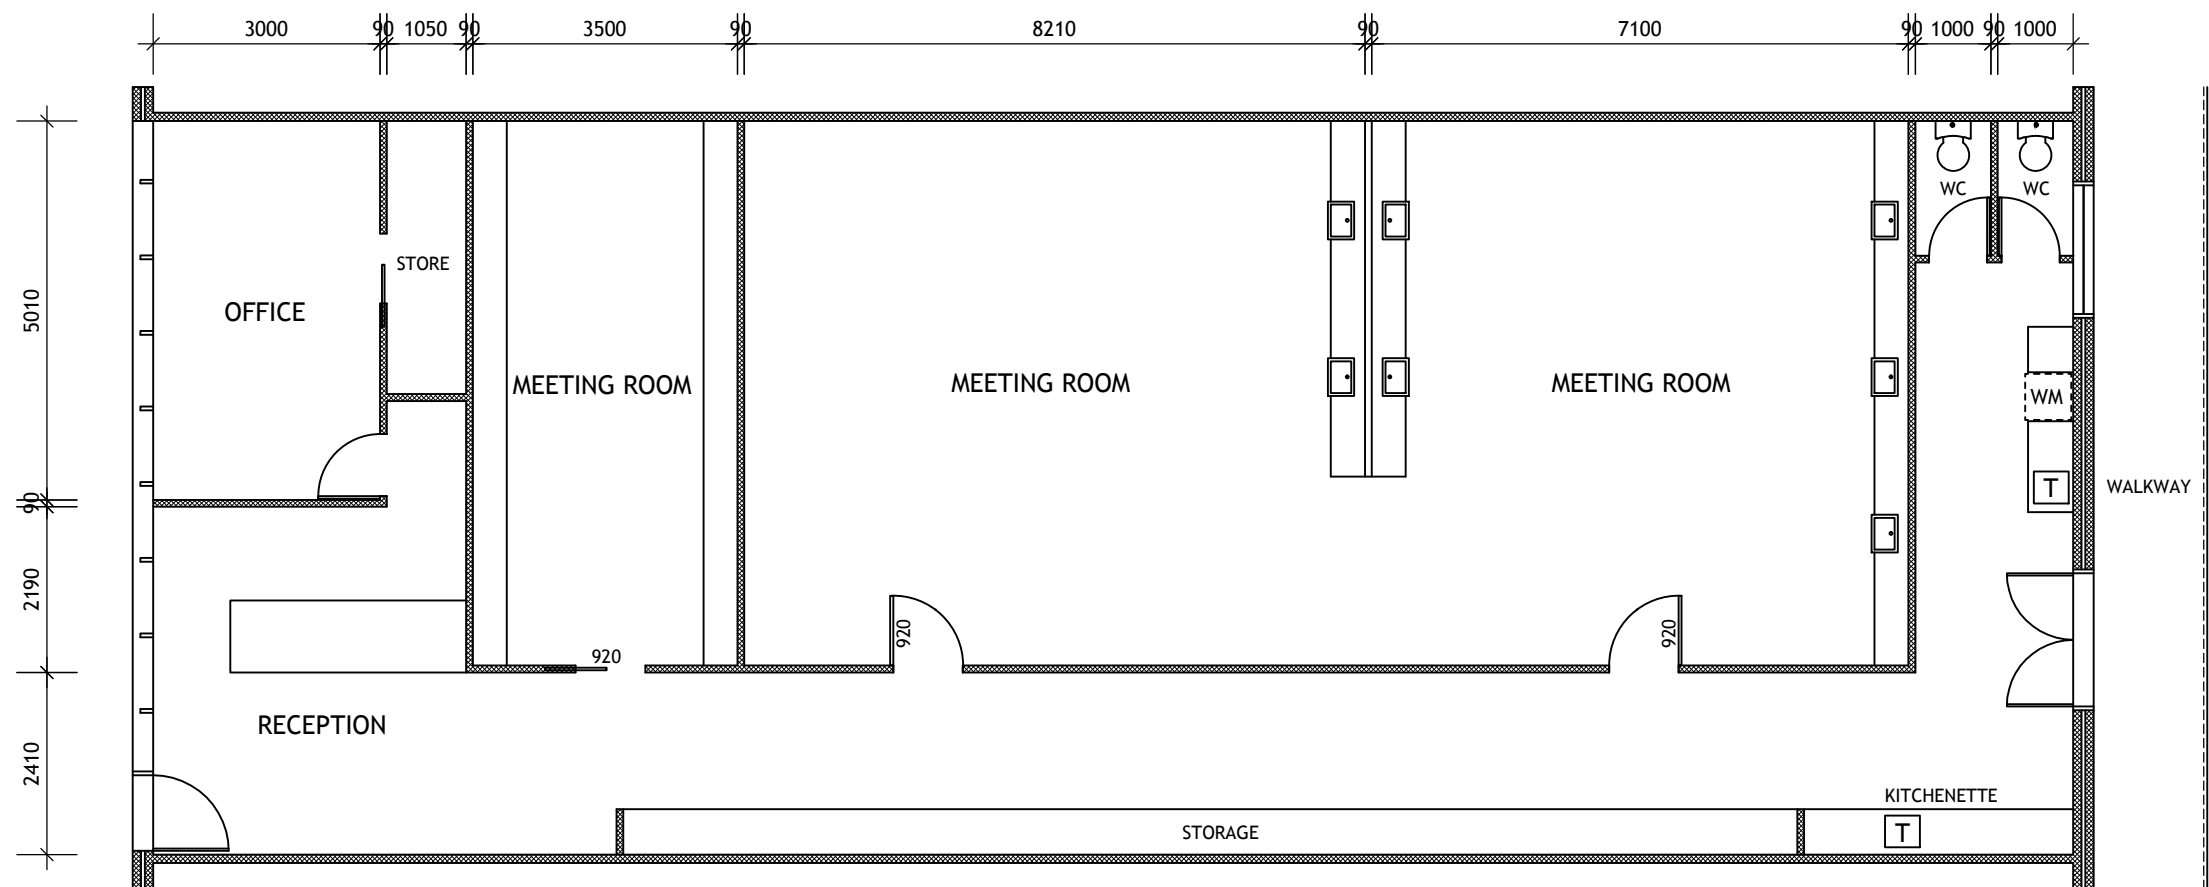 3000 90 1050 90 3500 90 8210 90 7100 90 1000 90 1000
WC WC
STORE
5010
OFFICE
MEETING ROOM MEETING ROOM MEETING ROOM
WM
T
WALKWAY
90
2190
920 920
920
RECEPTION
2410
KITCHENETTE
STORAGE T